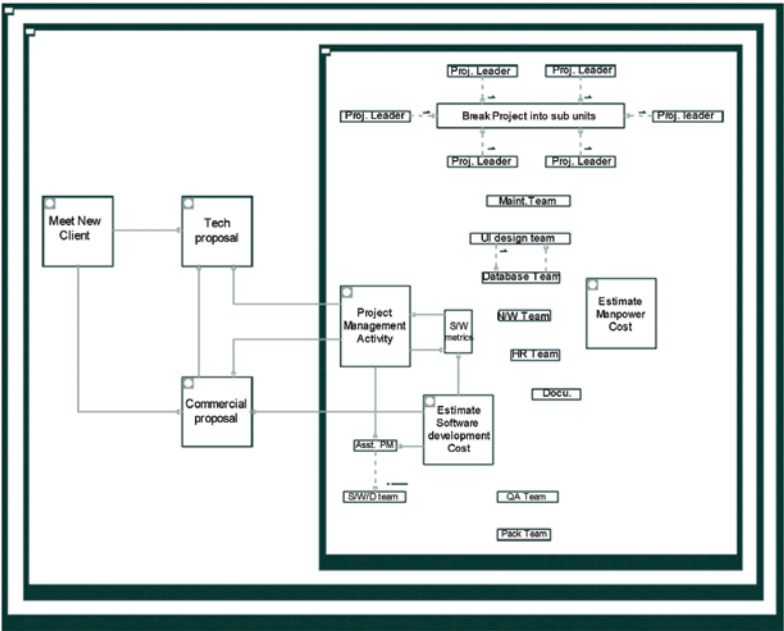 Proj. Leader
Proj. Leader
Proj. Leader
Break Project into sub units
Proj. leader
Proj. Leader
Proj. Leader
Maint.Team
Meet New
Client
Tech
proposal
UI design team
Database Team
Project
Management
Activity
S/W
metrics
N/W Team
Estimate
Manpower
Cost
HR Team
Commercial
proposal
Estimate
Software
development
Cost
Docu.
Asst. PM
S/W/D team
QA Team
Pack Team